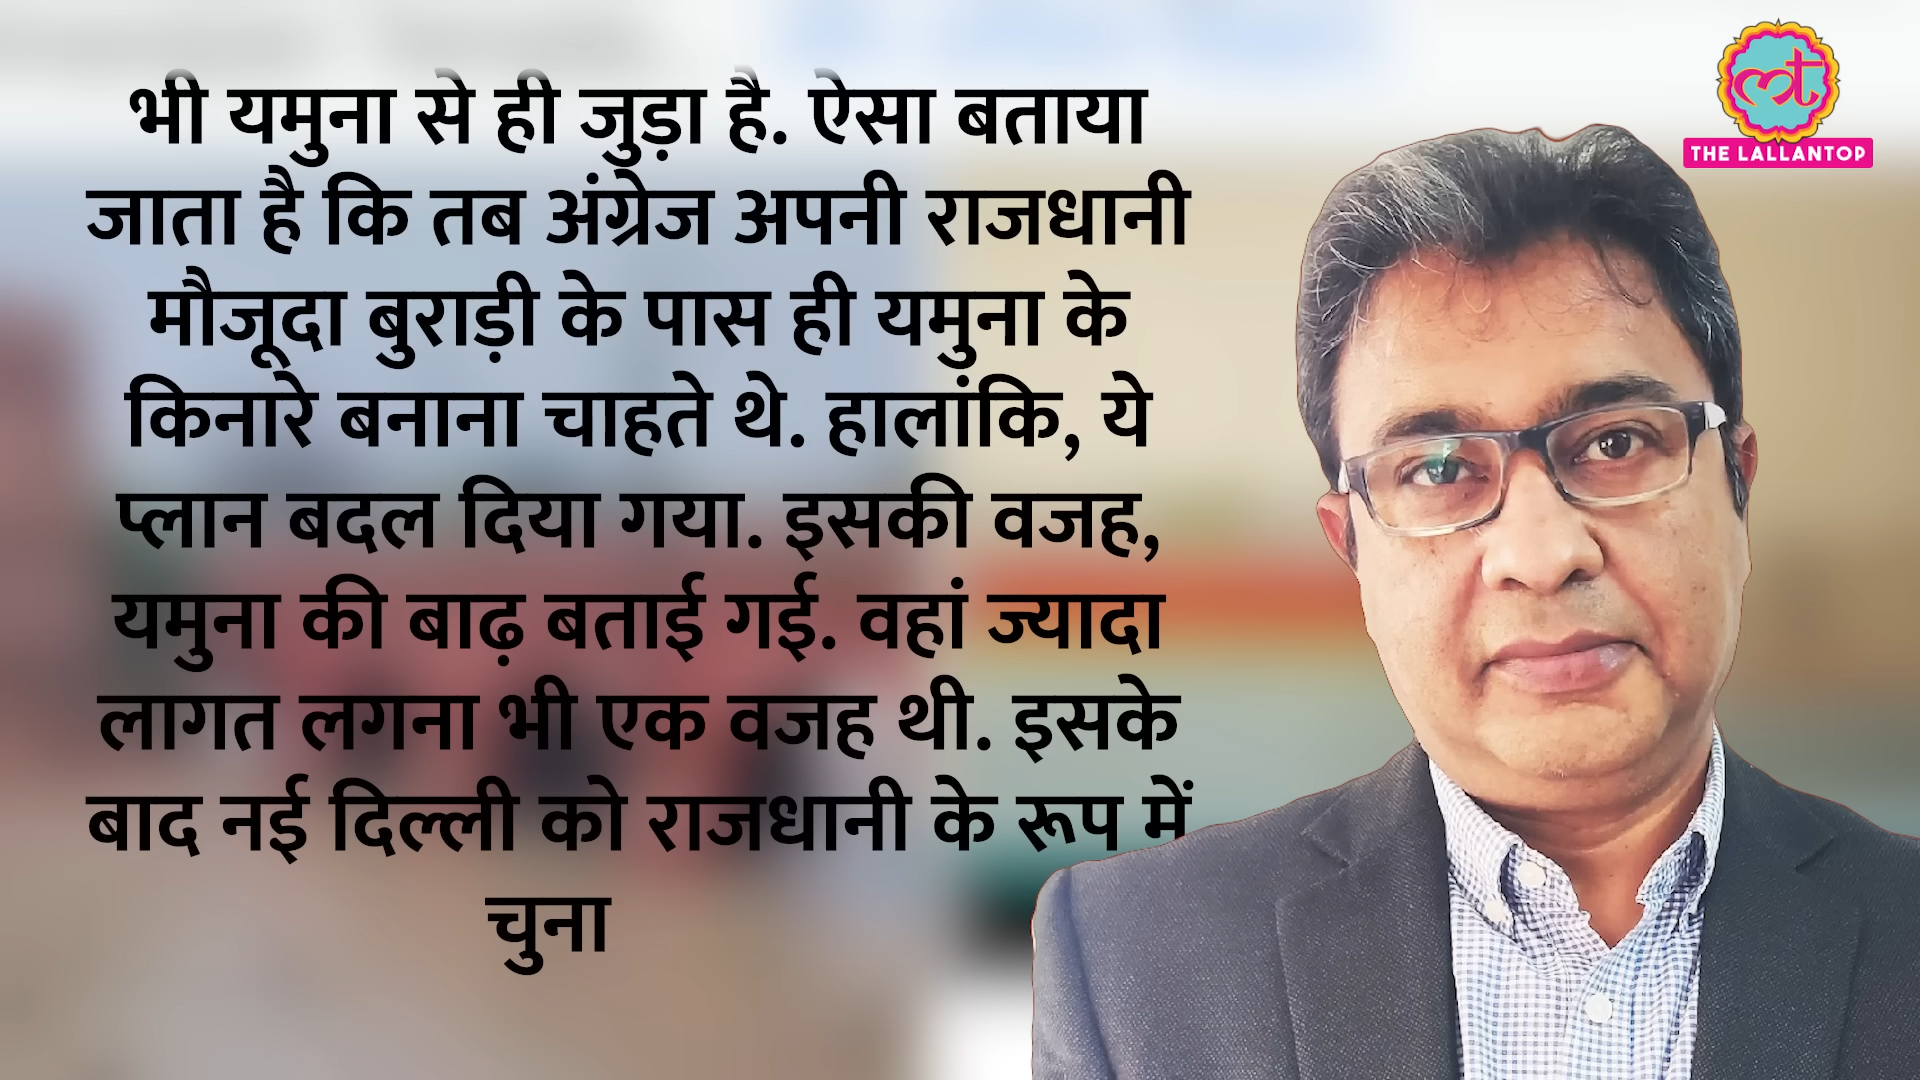 भी यमुना से ही जुड़ा है. ऐसा बताया
जाता है कि तब अंग्रेज अपनी राजधानी
मौजूदा बुराड़ी के पास ही यमुना के
किनारे बनाना चाहते थे. हालांकि, ये
प्लान बदल दिया गया. इसकी वजह,
यमुना की बाढ़ बताई गई. वहां ज्यादा
लागत लगना भी एक वजह थी. इसके
बाद नई दिल्ली को राजधानी के रूप में
चुना
THE LALLANTOP